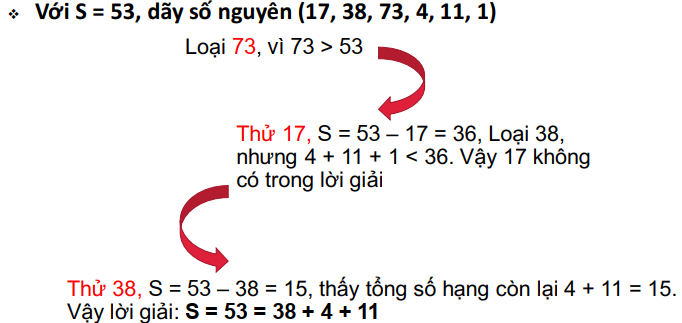 ❖ Với S = 53, dãy số nguyên (17, 38, 73, 4, 11, 1)
Loại 73, vì 73 > 53
Thử 17, S = 53 – 17 = 36, Loại 38,
nhưng 4 + 11 + 1 < 36. Vậy 17 không
có trong lời giải
Thử 38, S = 53 – 38 = 15, thấy tổng số hạng còn lại 4 + 11 = 15.
Vậy lời giải: S = 53 = 38 + 4 + 11